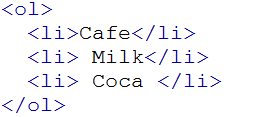 <ol>
  <li>Cafe</li>
  <li> Milk</li>
  <li> Coca </li>
</ol>